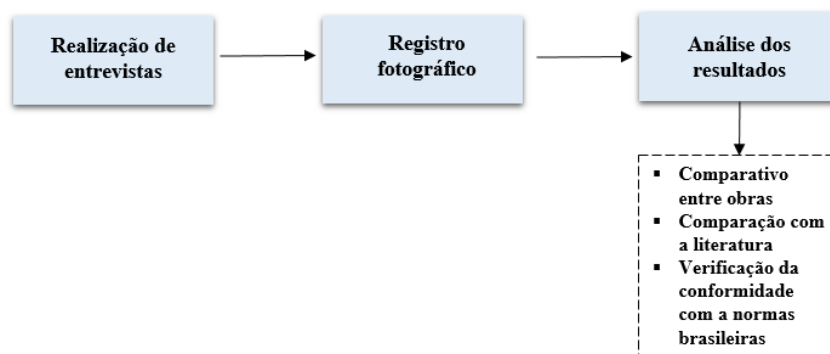 Realização de
entrevistas
Registro
fotográfico
Análise dos
resultados
▪ Comparativo
entre obras
▪ Comparação com
a literatura
▪ Verificação da
conformidade
com a normas
brasileiras